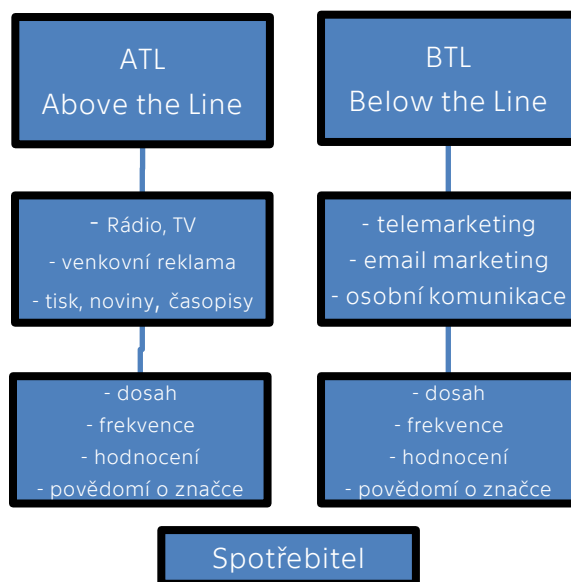 ATL
Above the Line
- Rádio, TV
- venkovní reklama
- tisk, noviny, časopisy
- dosah
- frekvence
- hodnocení
- povědomí o značce
BTL
Below the Line
- telemarketing
- email marketing
- osobní komunikace
- dosah
- frekvence
- hodnocení
- povědomí o značce
Spotřebitel